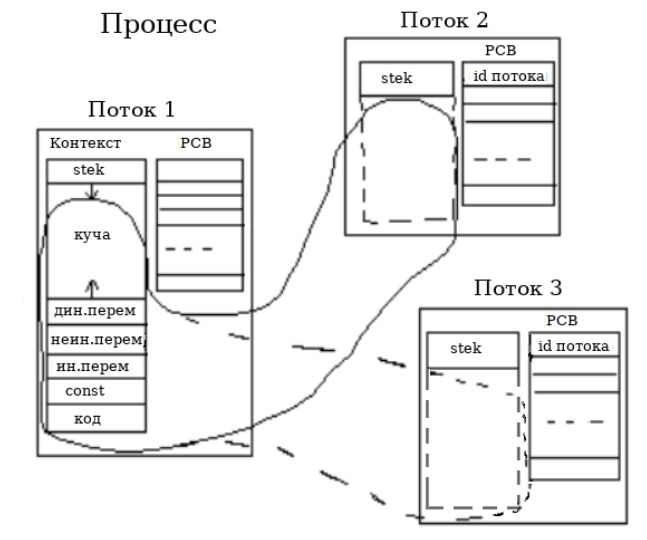 Процесс
Поток 1
Контекст
PCB
stek
куча
дин.перем
неин.перем
ин.перем
const
код
Поток 2
PCB
stek
id потока
Поток 3
PCB
stek
id потока